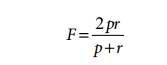 F = 2pr / p + r